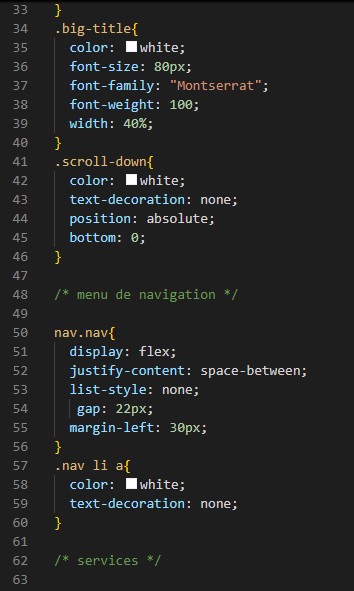 33 }
34 .big-title{
35   color: white;
36   font-size: 80px;
37   font-family: "Montserrat";
38   font-weight: 100;
39   width: 40%;
40 }
41 .scroll-down{
42   color: white;
43   text-decoration: none;
44   position: absolute;
45   bottom: 0;
46 }
47
48 /* menu de navigation */
49
50 nav.nav{
51   display: flex;
52   justify-content: space-between;
53   list-style: none;
54    gap: 22px;
55   margin-left: 30px;
56 }
57 .nav li a{
58   color: white;
59   text-decoration: none;
60 }
61
62 /* services */
63